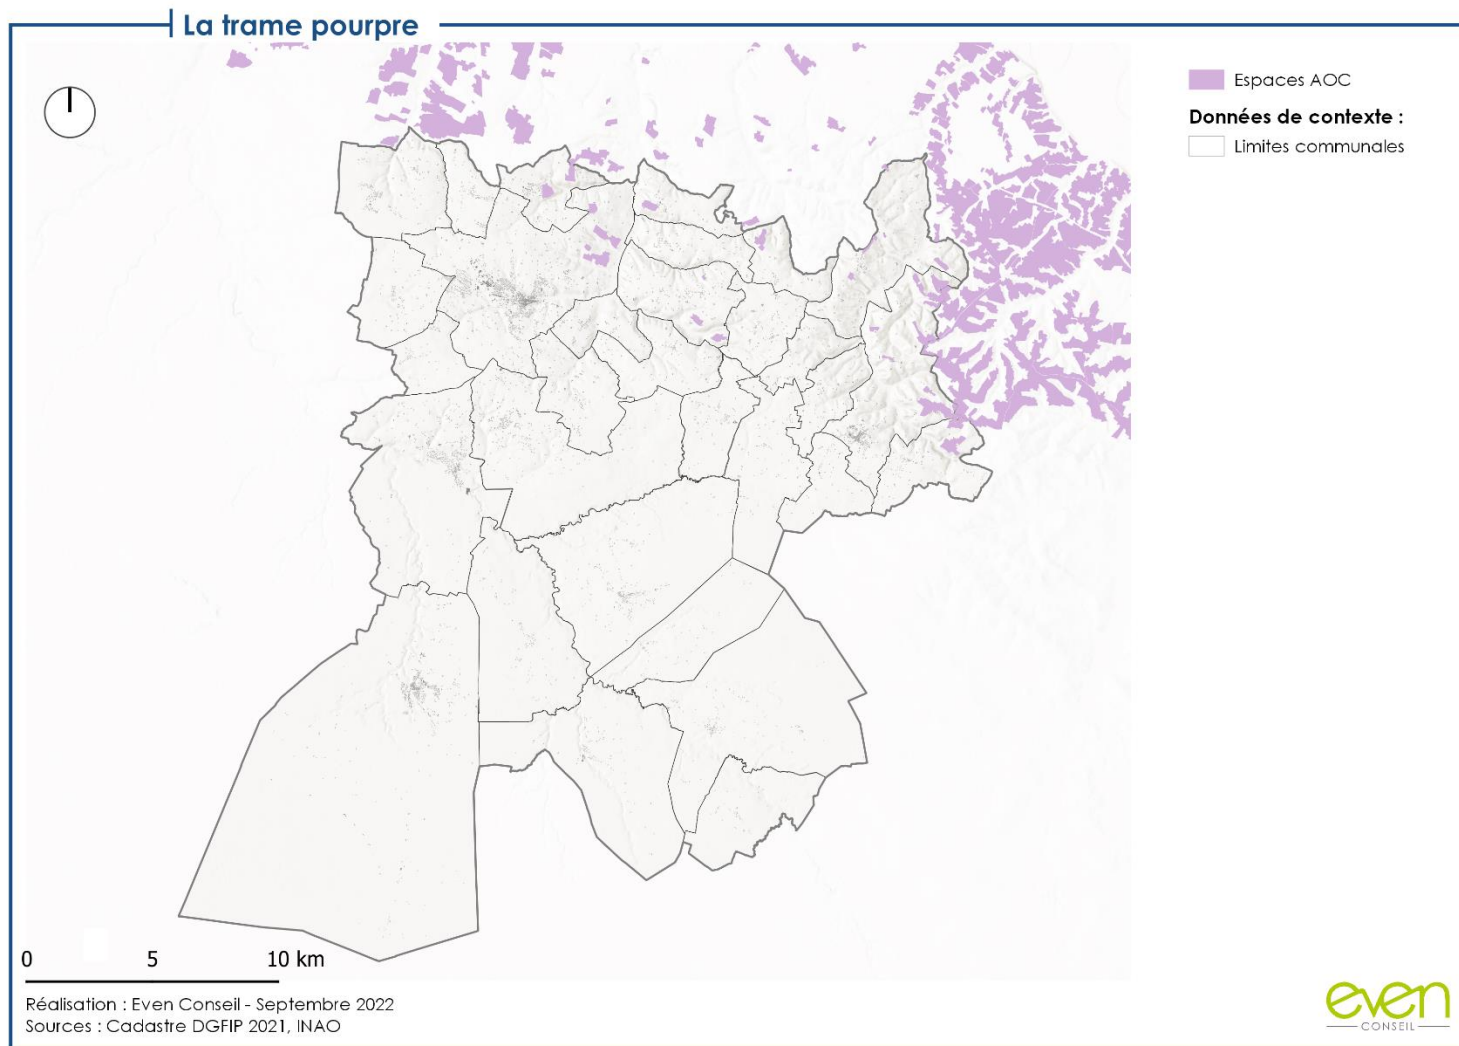 La trame pourpre
Espaces AOC
Données de contexte :
Limites communales
0 5 10 km
Réalisation : Even Conseil - Septembre 2022
Sources : Cadastre DGFIP 2021, INAO
even
CONSEIL